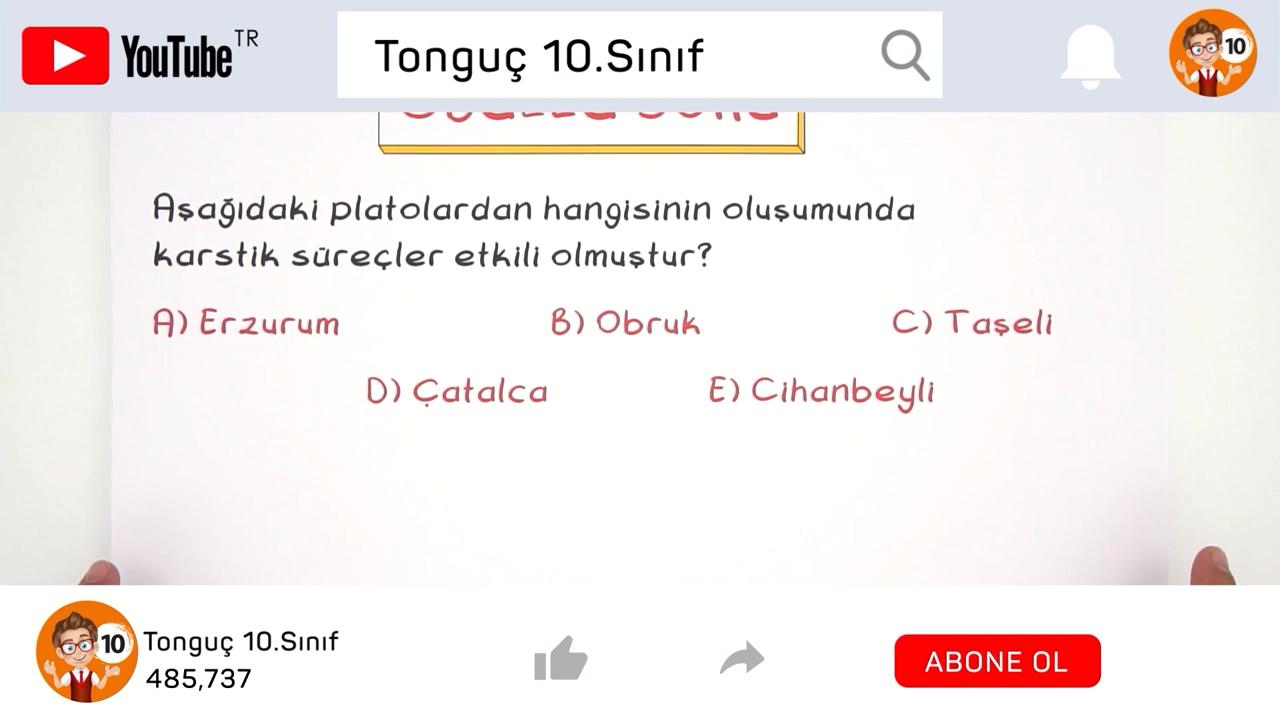 YouTube TR
Tonguç 10.Sınıf
10
Aşağıdaki platolardan hangisinin oluşumunda
karstik süreçler etkili olmuştur?
A) Erzurum B) Obruk C) Taşeli
D) Çatalca E) Cihanbeyli
10
Tonguç 10.Sınıf
485,737
ABONE OL